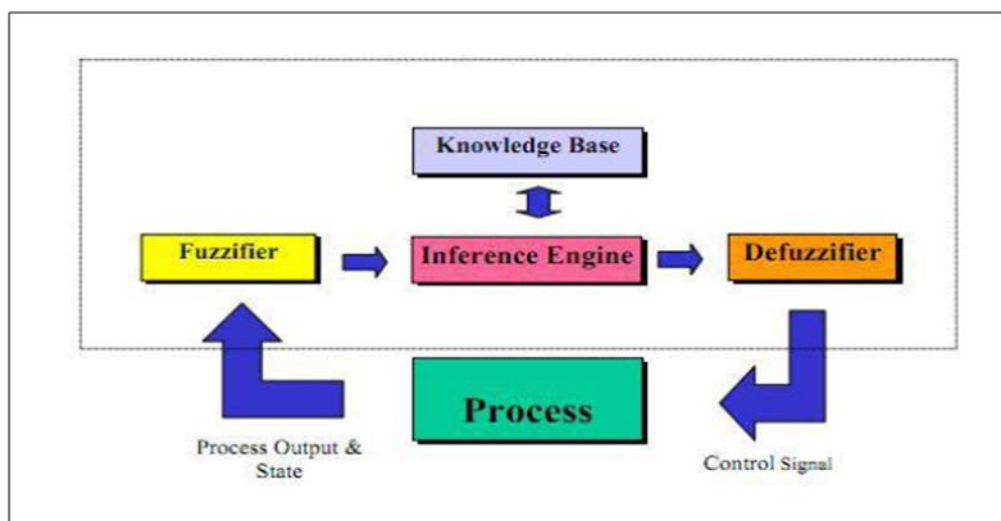 Knowledge Base
Fuzzifier
Inference Engine
Defuzzifier
Process
Process Output &
State
Control Signal